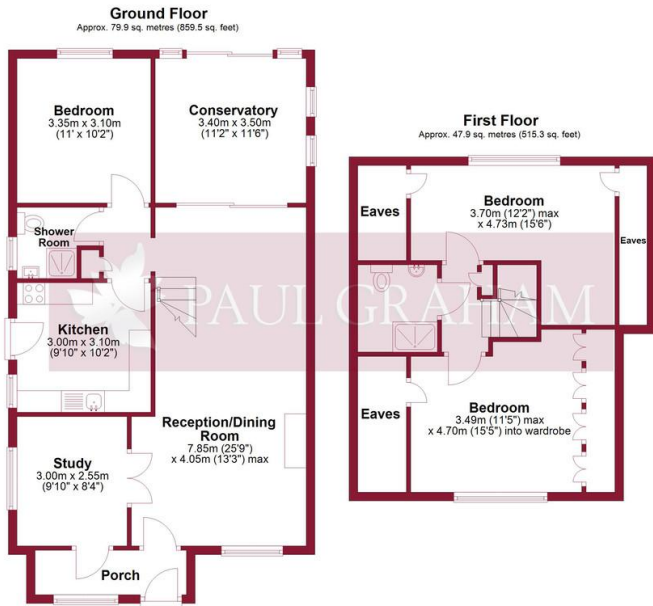 Ground Floor
Approx. 79.9 sq. metres (859.5 sq. feet)
Bedroom
3.35m x 3.10m
(11' x 10'2")
Conservatory
3.40m x 3.50m
(11'2" x 11'6")
Shower
Room
Kitchen
3.00m x 3.10m
(9'10" x 10'2")
Reception/Dining
Room
7.85m (25'9")
x 4.05m (13'3") max
Study
3.00m x 2.55m
(9'10" x 8'4")
Porch
First Floor
Approx. 47.9 sq. metres (515.3 sq. feet)
Eaves
Bedroom
3.70m (12'2") max
x 4.73m (15'6")
Eaves
Eaves
Bedroom
3.49m (11'5") max
x 4.70m (15'5") into wardrobe
PAUL GRAHAM